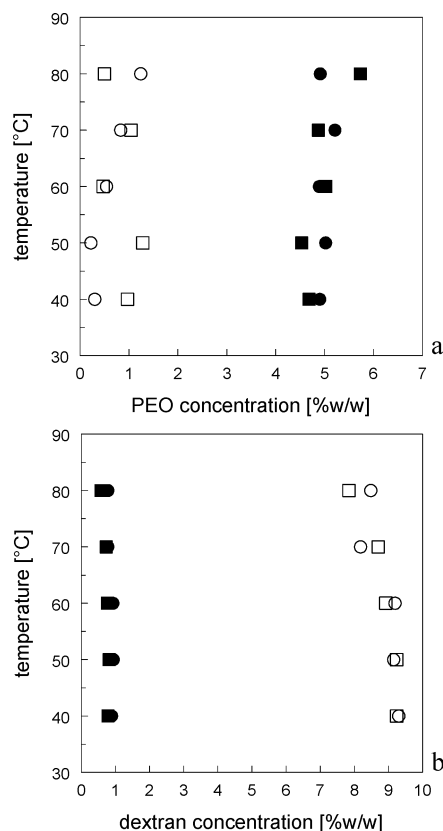 90
80
70
60
50
40
30
temperature [°C]
0 1 2 3 4 5 6 7
PEO concentration [%w/w]
a
90
80
70
60
50
40
30
temperature [°C]
0 1 2 3 4 5 6 7 8 9 10
dextran concentration [%w/w]
b